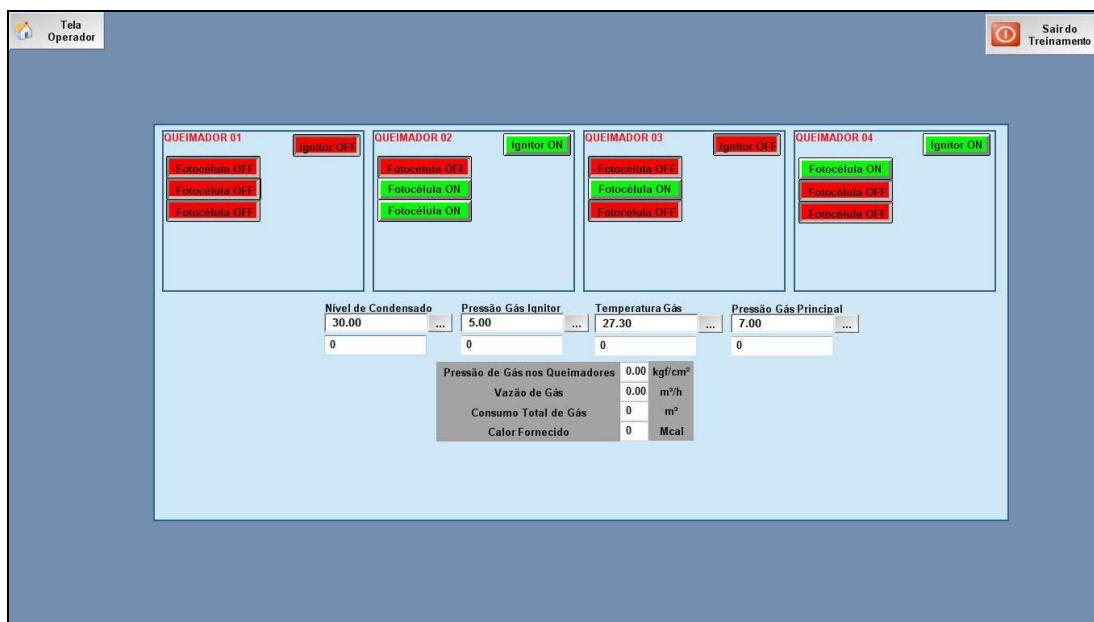 Tela
Operador
Sair do
Treinamento
QUEIMADOR 01
Ignitor OFF
Fotocélula OFF
Fotocélula OFF
Fotocélula OFF
QUEIMADOR 02
Ignitor ON
Fotocélula OFF
Fotocélula ON
Fotocélula ON
QUEIMADOR 03
Ignitor OFF
Fotocélula OFF
Fotocélula ON
Fotocélula OFF
QUEIMADOR 04
Ignitor ON
Fotocélula ON
Fotocélula OFF
Fotocélula OFF
Nível de Condensado
30.00 ...
0
Pressão Gás Ignitor
5.00 ...
0
Temperatura Gás
27.30 ...
0
Pressão Gás Principal
7.00 ...
0
Pressão de Gás nos Queimadores 0.00 kgf/cm²
Vazão de Gás 0.00 m³/h
Consumo Total de Gás 0 m³
Calor Fornecido 0 Mcal